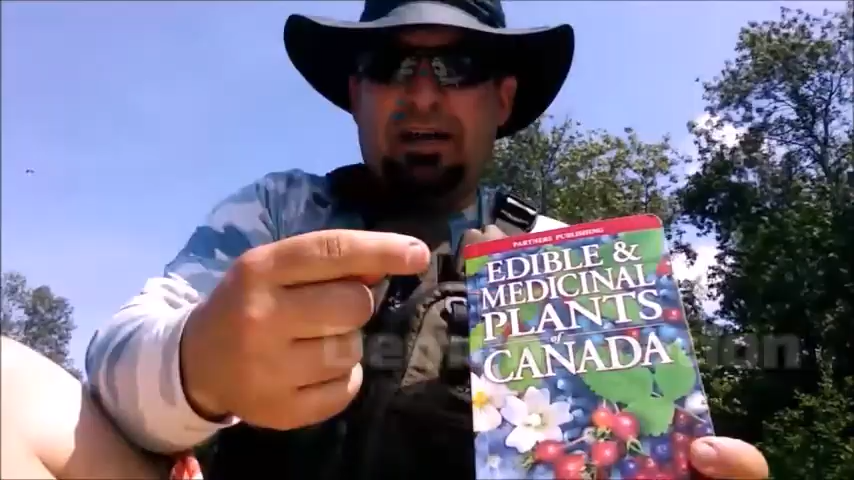 PARTNERS PUBLISHING
EDIBLE &
MEDICINAL
PLANTS
of
CANADA